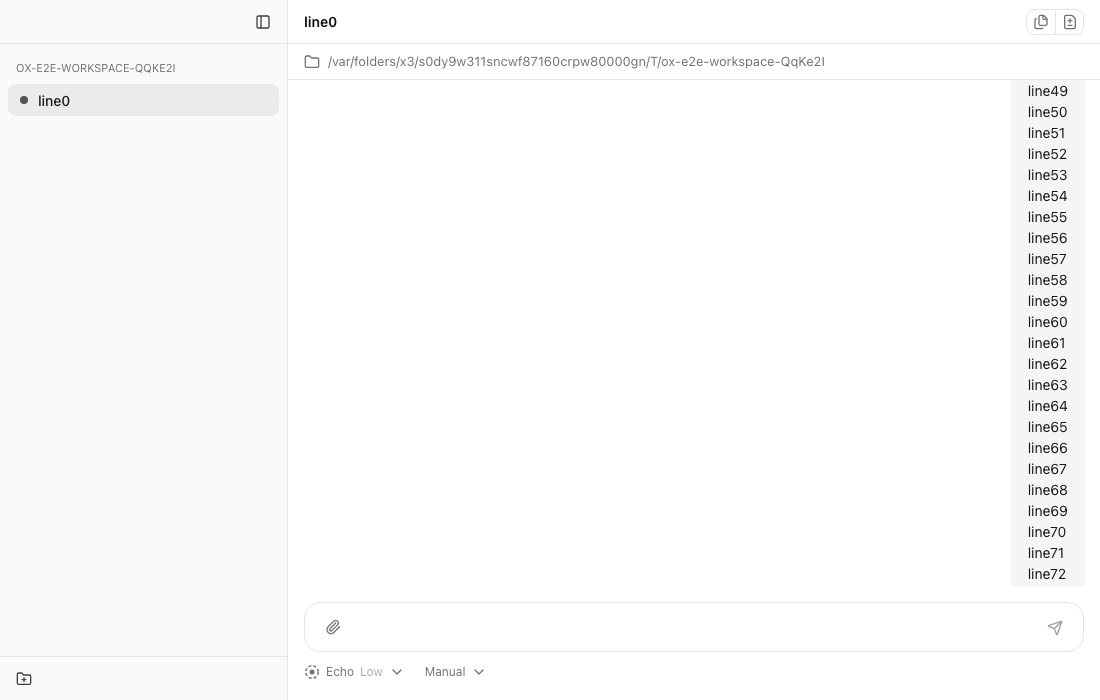 line0
OX-E2E-WORKSPACE-QQKE2I
line0
/var/folders/x3/s0dy9w311sncwf87160crpw80000gn/T/ox-e2e-workspace-QqKe2I
line49
line50
line51
line52
line53
line54
line55
line56
line57
line58
line59
line60
line61
line62
line63
line64
line65
line66
line67
line68
line69
line70
line71
line72
Echo Low Manual